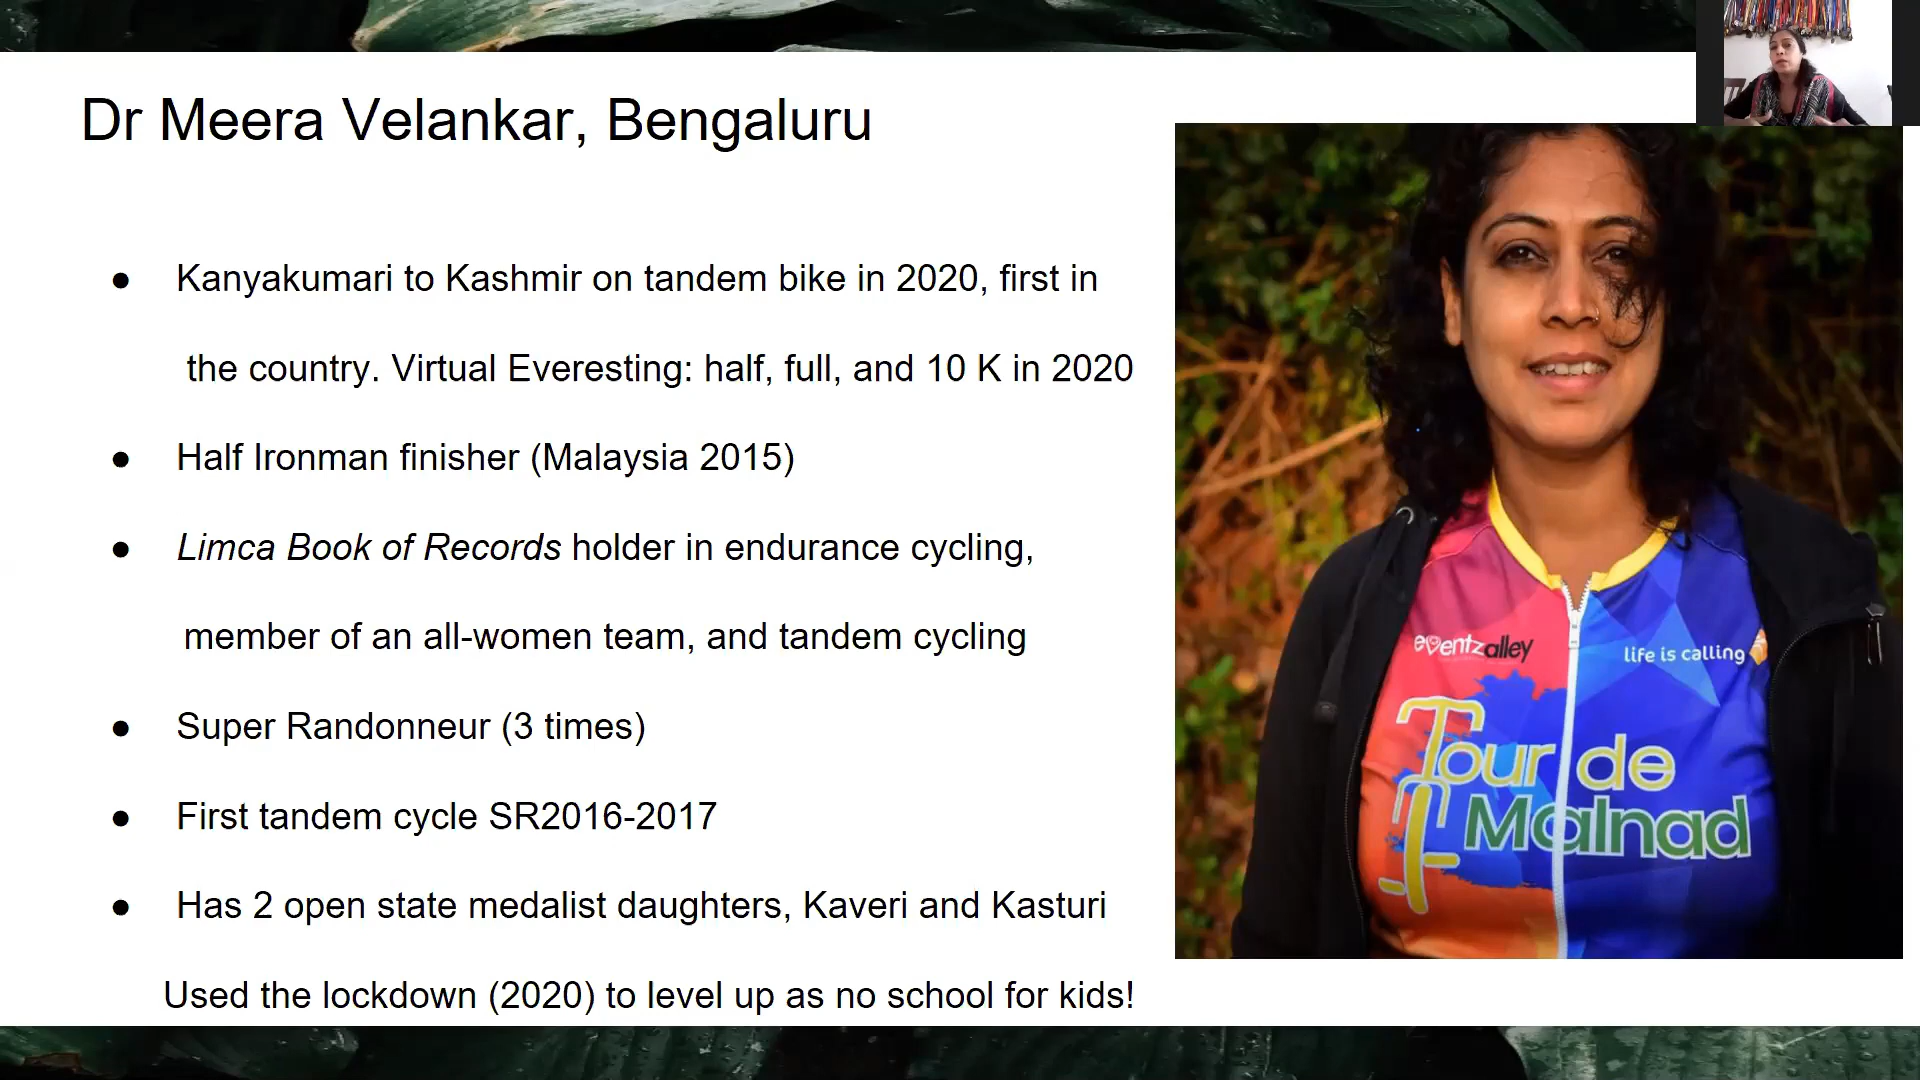 Dr Meera Velankar, Bengaluru
● Kanyakumari to Kashmir on tandem bike in 2020, first in
the country. Virtual Everesting: half, full, and 10 K in 2020
● Half Ironman finisher (Malaysia 2015)
● Limca Book of Records holder in endurance cycling,
member of an all-women team, and tandem cycling
● Super Randonneur (3 times)
● First tandem cycle SR2016-2017
● Has 2 open state medalist daughters, Kaveri and Kasturi
Used the lockdown (2020) to level up as no school for kids!
eventzalley
life is calling
Tour de
Malnad